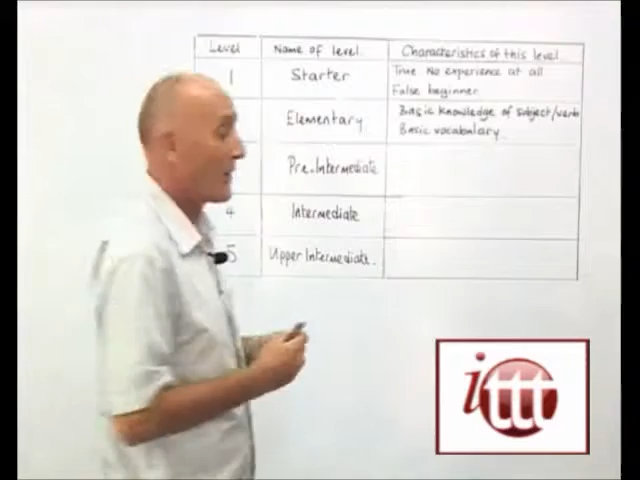 Level Name of level. Characteristics of this level
1 Starter True No experience at all
False beginner
Elementary Basic knowledge of subject/verb
Basic vocabulary
Pre-Intermediate
4 Intermediate
5 Upper Intermediate.
ittt